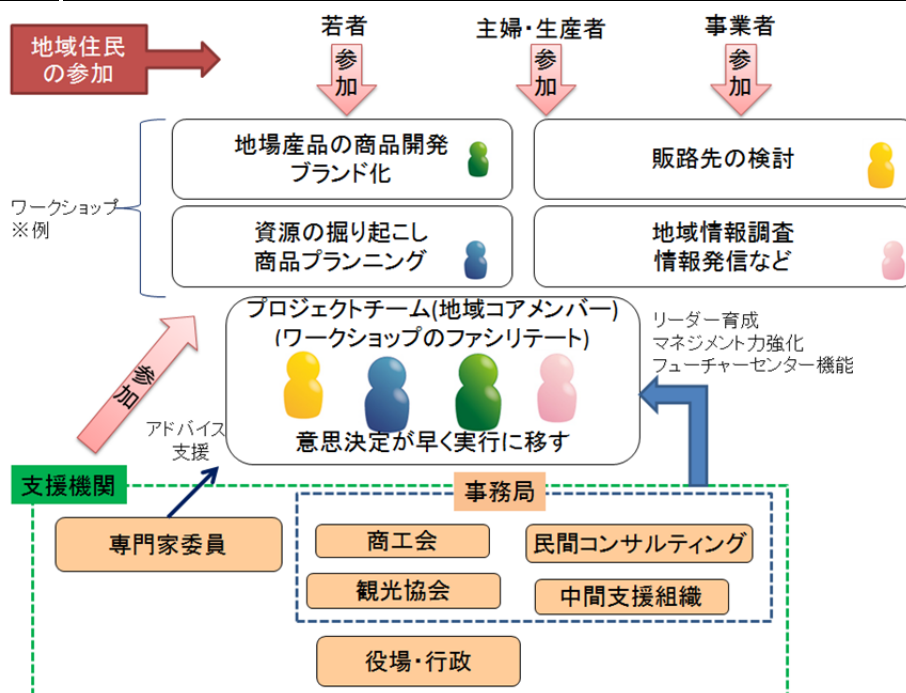 地域住民
の参加
若者
主婦・生産者
事業者
参加
参加
参加
ワークショップ
※例
地場産品の商品開発
ブランド化
販路先の検討
資源の掘り起こし
商品プランニング
地域情報調査
情報発信など
プロジェクトチーム(地域コアメンバー)
(ワークショップのファシリテート)
意思決定が早く実行に移す
リーダー育成
マネジメント力強化
フューチャーセンター機能
参加
アドバイス
支援
支援機関
事務局
専門家委員
商工会
民間コンサルティング
観光協会
中間支援組織
役場・行政